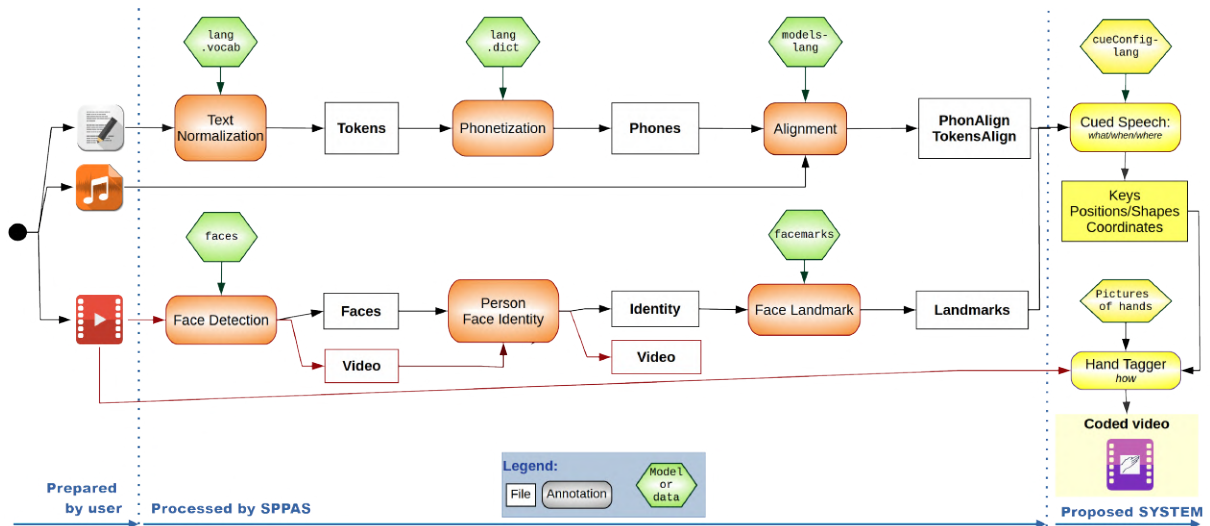 lang
.vocab
lang
.dict
models-
lang
cueConfig-
lang
Text
Normalization
Tokens
Phonetization
Phones
Alignment
PhonAlign
TokensAlign
Cued Speech:
what/when/where
Keys
Positions/Shapes
Coordinates
faces
facemarks
Pictures
of hands
Face Detection
Faces
Person
Face Identity
Identity
Face Landmark
Landmarks
Video
Video
Hand Tagger
how
Coded video
Legend:
File
Annotation
Model
or
data
Prepared
by user
Processed by SPPAS
Proposed SYSTEM